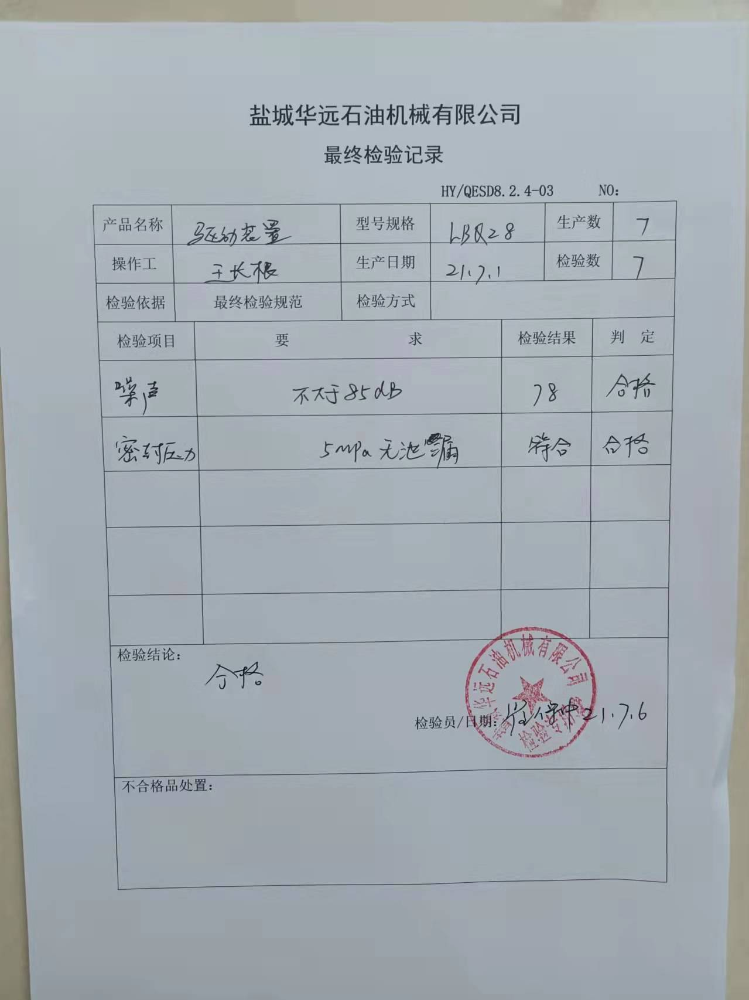 盐城华远石油机械有限公司
最终检验记录
HY/QESD8.2.4-03 NO:
产品名称 驱动装置 型号规格 LBQ28 生产数 7
操作工 王长根 生产日期 21.7.1 检验数 7
检验依据 最终检验规范 检验方式
检验项目 要 求 检验结果 判 定
噪声 不大于85dB 78 合格
密封压力 5mpa 无泄漏 符合 合格
检验结论:
合格
华远石油机械有限公司
检验员/日期: 21.7.6
检验专用章
不合格品处置: